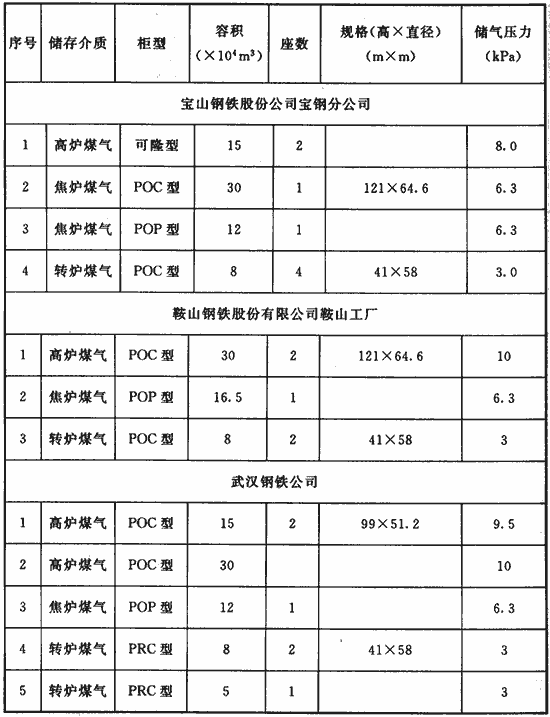 序号 储存介质 柜型 容积(×10⁴m³) 座数 规格(高×直径)(m×m) 储气压力(kPa)
宝山钢铁股份公司宝钢分公司
1 高炉煤气 可隆型 15 2 8.0
2 焦炉煤气 POC 型 30 1 121×64.6 6.3
3 焦炉煤气 POP 型 12 1 6.3
4 转炉煤气 POC 型 8 4 41×58 3.0
鞍山钢铁股份有限公司鞍山工厂
1 高炉煤气 POC 型 30 2 121×64.6 10
2 焦炉煤气 POP 型 16.5 1 6.3
3 转炉煤气 POC 型 8 2 41×58 3
武汉钢铁公司
1 高炉煤气 POC 型 15 2 99×51.2 9.5
2 高炉煤气 POC 型 30 10
3 焦炉煤气 POP 型 12 1 6.3
4 转炉煤气 PRC 型 8 2 41×58 3
5 转炉煤气 PRC 型 5 1 3